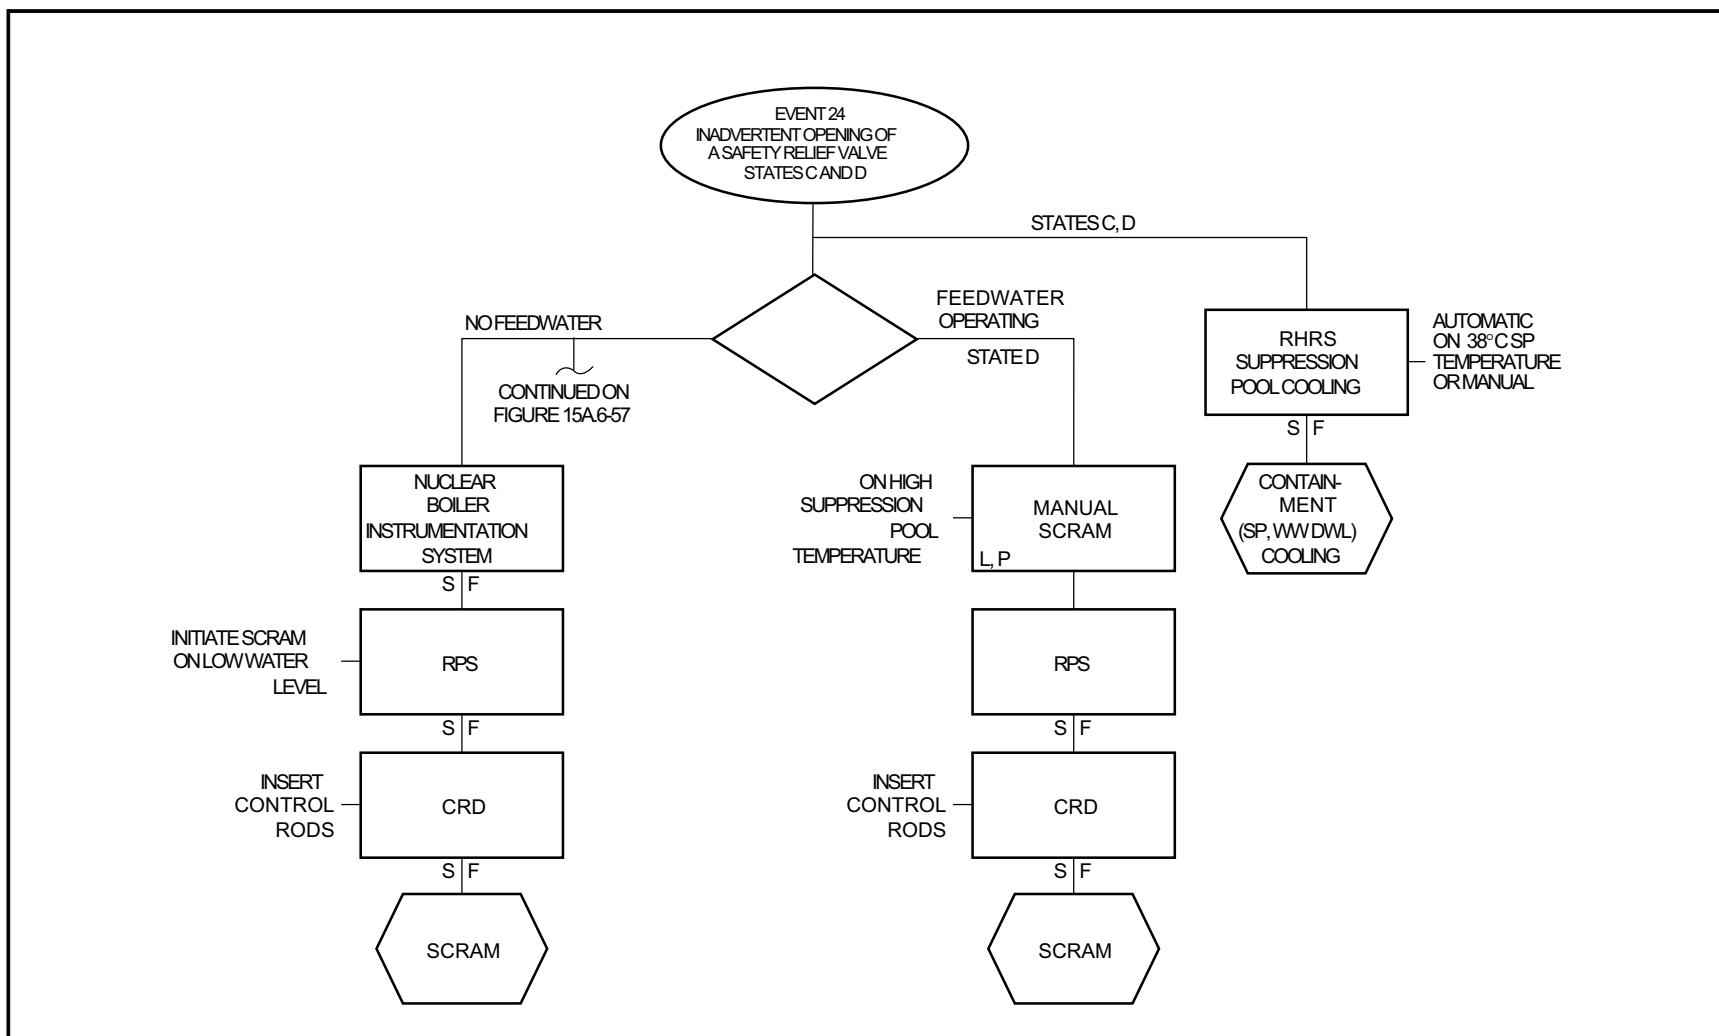 EVENT 24
INADVERTENT OPENING OF
A SAFETY RELIEF VALVE
STATES C AND D
STATES C, D
NO FEEDWATER
FEEDWATER
OPERATING
STATE D
CONTINUED ON
FIGURE 15A.6-57
RHRS
SUPPRESSION
POOL COOLING
AUTOMATIC
ON 38°C SP
TEMPERATURE
OR MANUAL
S F
CONTAIN-
MENT
(SP, WW DWL)
COOLING
NUCLEAR
BOILER
INSTRUMENTATION
SYSTEM
S F
INITIATE SCRAM
ON LOW WATER
LEVEL
RPS
S F
INSERT
CONTROL
RODS
CRD
S F
SCRAM
ON HIGH
SUPPRESSION
POOL
TEMPERATURE
MANUAL
SCRAM
L, P
RPS
S F
INSERT
CONTROL
RODS
CRD
S F
SCRAM